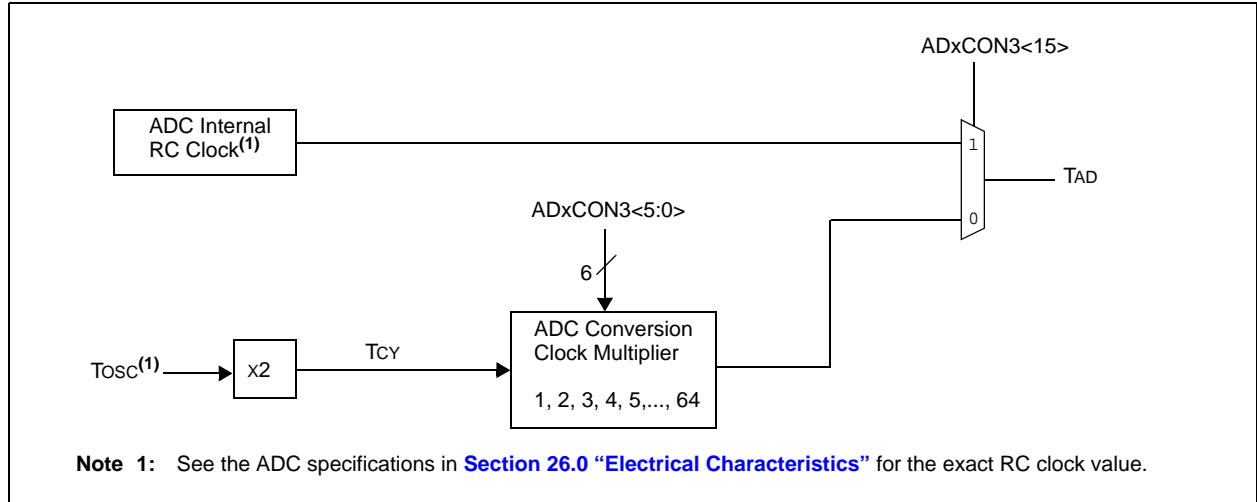 ADxCON3<15>
ADC Internal
RC Clock(1)
1
TAD
ADxCON3<5:0>
0
6
ADC Conversion
Clock Multiplier
1, 2, 3, 4, 5,..., 64
TOSC(1)
X2
TCY
Note 1: See the ADC specifications in Section 26.0 “Electrical Characteristics” for the exact RC clock value.